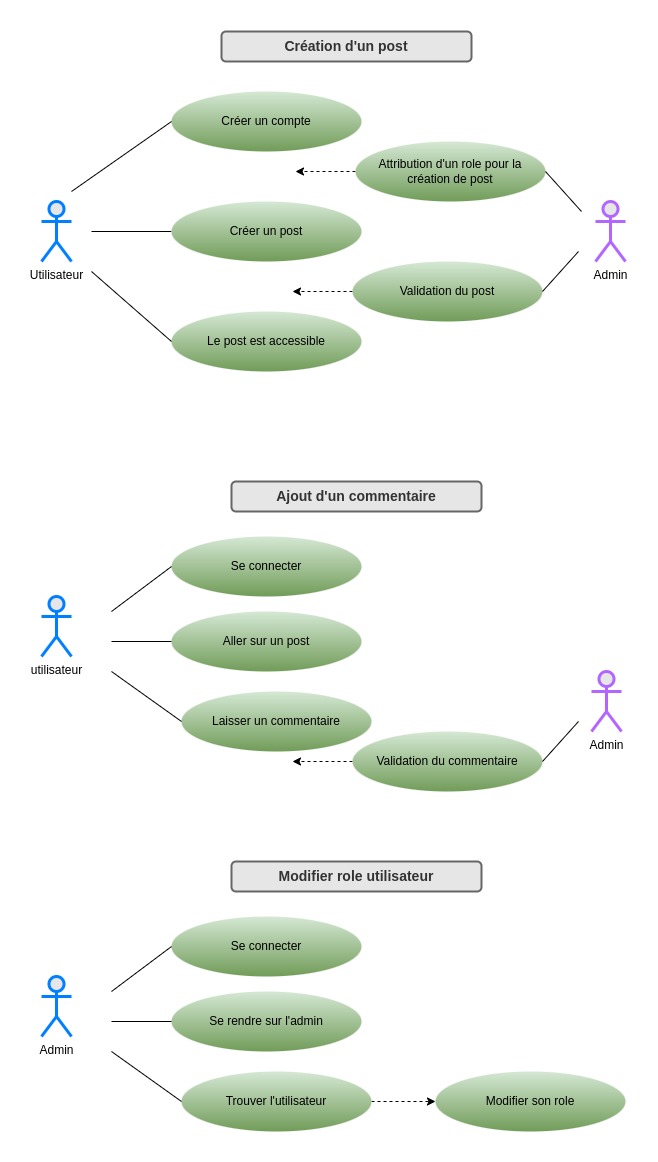 Création d'un post
Créer un compte
Attribution d'un role pour la
création de post
Créer un post
Utilisateur
Admin
Validation du post
Le post est accessible
Ajout d'un commentaire
Se connecter
Aller sur un post
utilisateur
Laisser un commentaire
Admin
Validation du commentaire
Modifier role utilisateur
Se connecter
Se rendre sur l'admin
Admin
Trouver l'utilisateur
Modifier son role